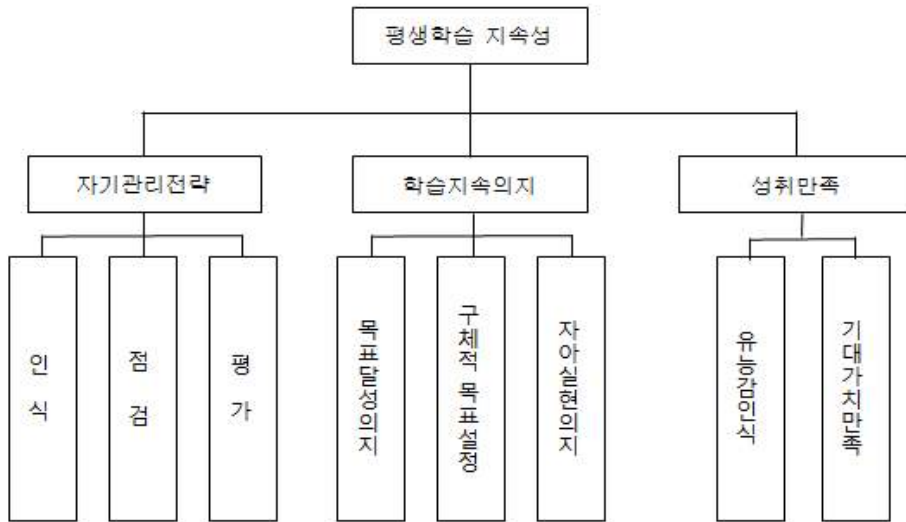 평생학습 지속성
자기관리전략
학습지속의지
성취만족
인식
점검
평가
목표달성의지
구체적 목표설정
자아실현의지
유능감인식
기대가치만족